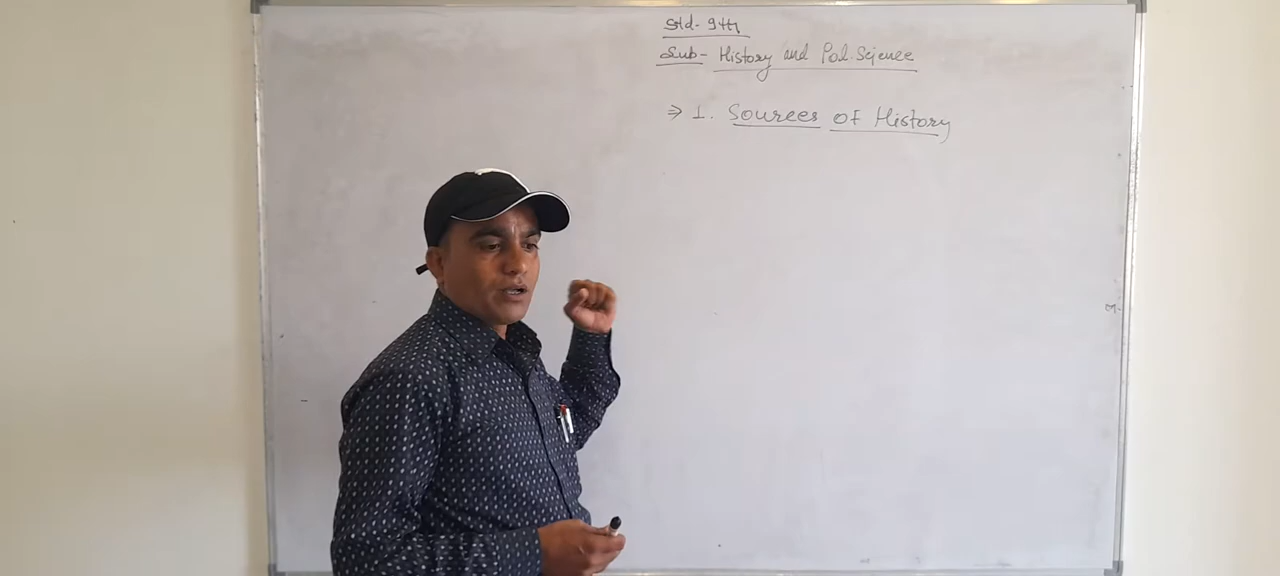 Std- 9th
Sub- History and Pol. Science
⇒ 1. Sources of History